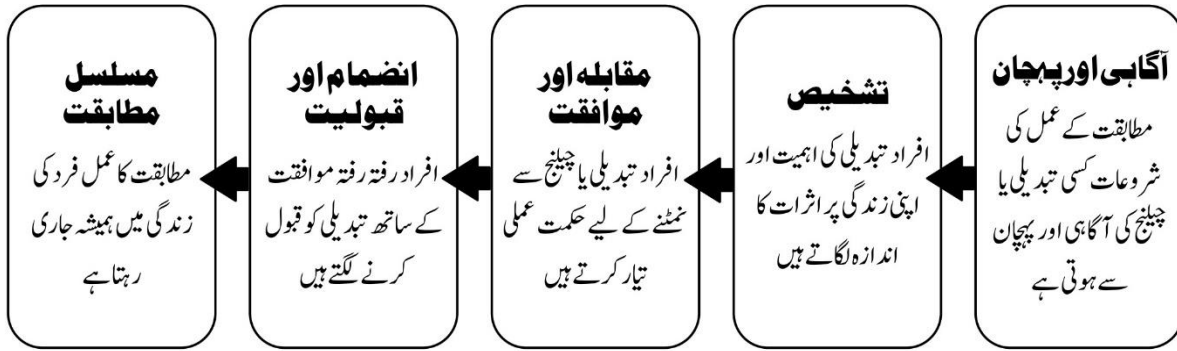 آگاہی اور پہچان
مطابقت کے عمل کی
شروعات کسی تبدیلی یا
چیلنج کی آگاہی اور پہچان
سے ہوتی ہے
تشخیص
افراد تبدیلی کی اہمیت اور
اپنی زندگی پر اثرات کا
اندازہ لگاتے ہیں
مقابلہ اور
موافقت
افراد تبدیلی یا چیلنج سے
نمٹنے کے لیے حکمت عملی
تیار کرتے ہیں
انضمام اور
قبولیت
افراد رفتہ رفتہ موافقت
کے ساتھ تبدیلی کو قبول
کرنے لگتے ہیں
مسلسل
مطابقت
مطابقت کا عمل فرد کی
زندگی میں ہمیشہ جاری
رہتا ہے